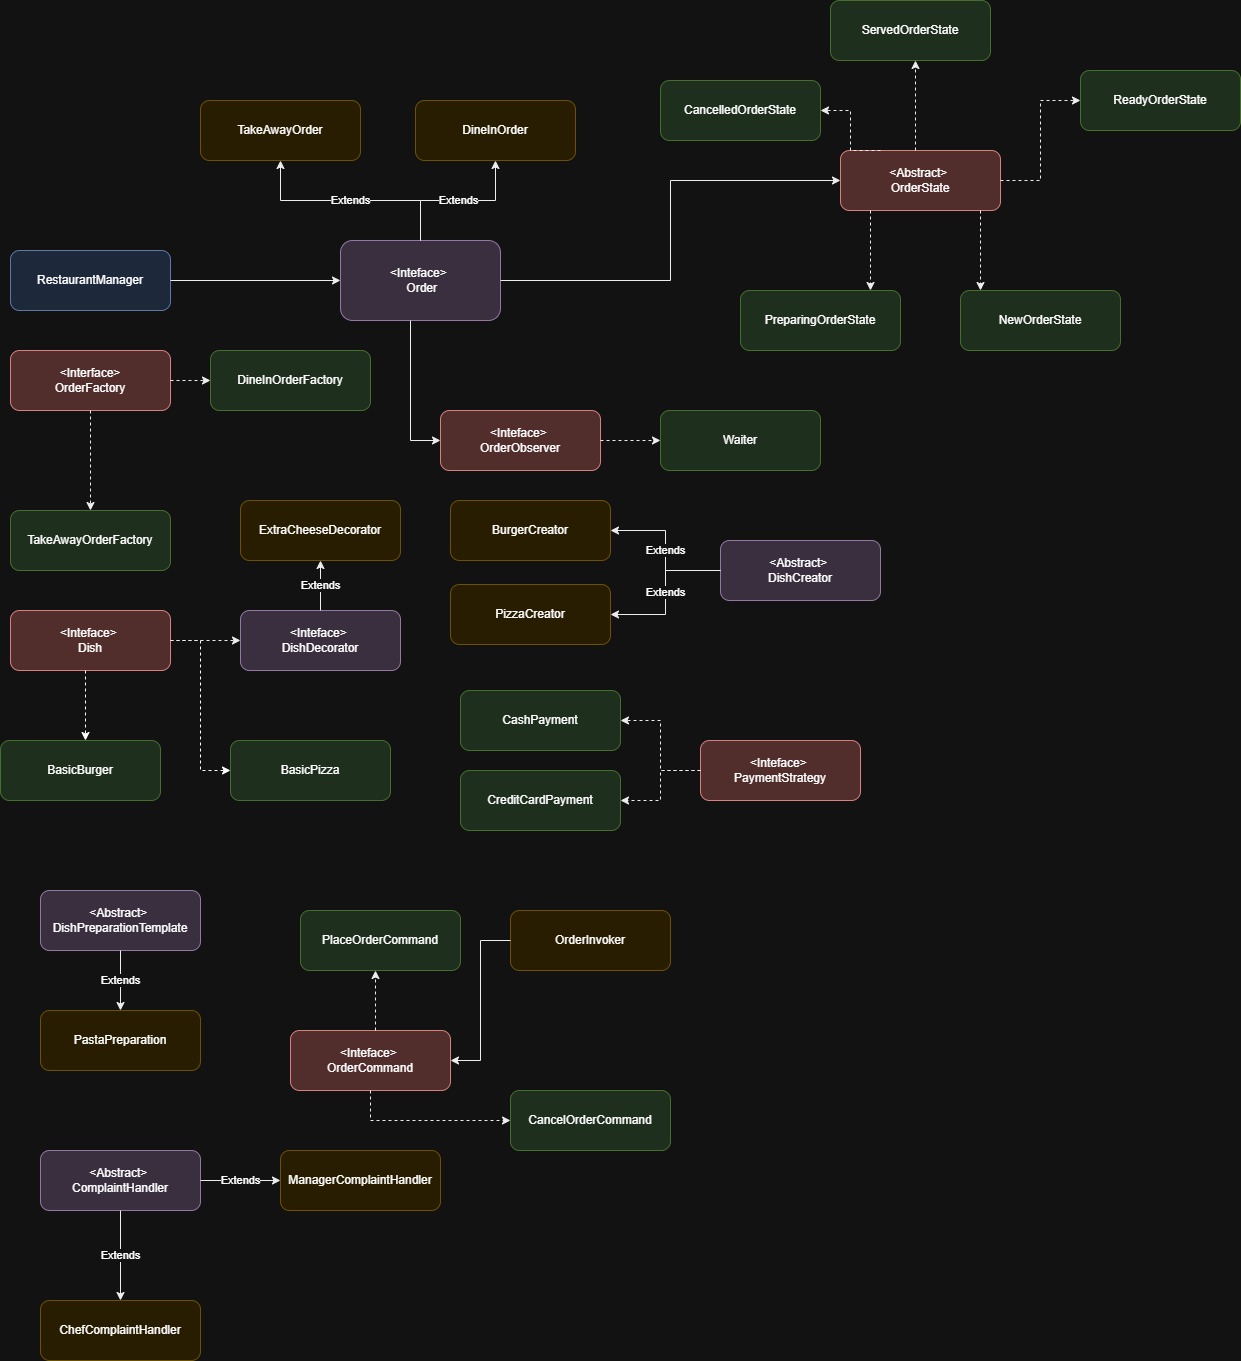 ServedOrderState
CancelledOrderState
ReadyOrderState
TakeAwayOrder
DineInOrder
<Abstract>
OrderState
Extends
Extends
RestaurantManager
<Inteface>
Order
PreparingOrderState
NewOrderState
<Interface>
OrderFactory
DineInOrderFactory
<Inteface>
OrderObserver
Waiter
TakeAwayOrderFactory
ExtraCheeseDecorator
BurgerCreator
Extends
<Abstract>
DishCreator
Extends
Extends
PizzaCreator
<Inteface>
Dish
<Inteface>
DishDecorator
CashPayment
BasicBurger
BasicPizza
<Inteface>
PaymentStrategy
CreditCardPayment
<Abstract>
DishPreparationTemplate
PlaceOrderCommand
OrderInvoker
Extends
PastaPreparation
<Inteface>
OrderCommand
CancelOrderCommand
<Abstract>
ComplaintHandler
Extends
ManagerComplaintHandler
Extends
ChefComplaintHandler